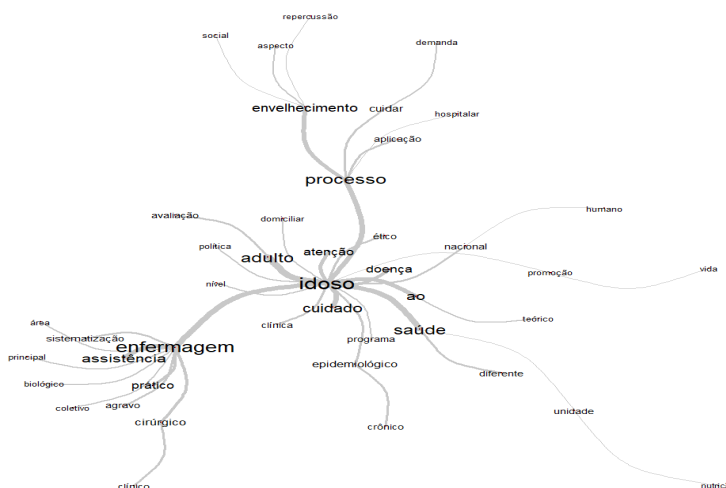 repercussão
social
demanda
aspecto
envelhecimento
cuidar
hospitalar
aplicação
processo
humano
avaliação
domiciliar
ético
política
nacional
atenção
adulto
doença
promoção
vida
nível
idoso
ao
cuidado
teórico
área
clínica
saúde
sistematização
programa
enfermagem
principal
assistência
epidemiológico
diferente
biológico
prático
coletivo
agravo
unidade
cirúrgico
crônico
clínico